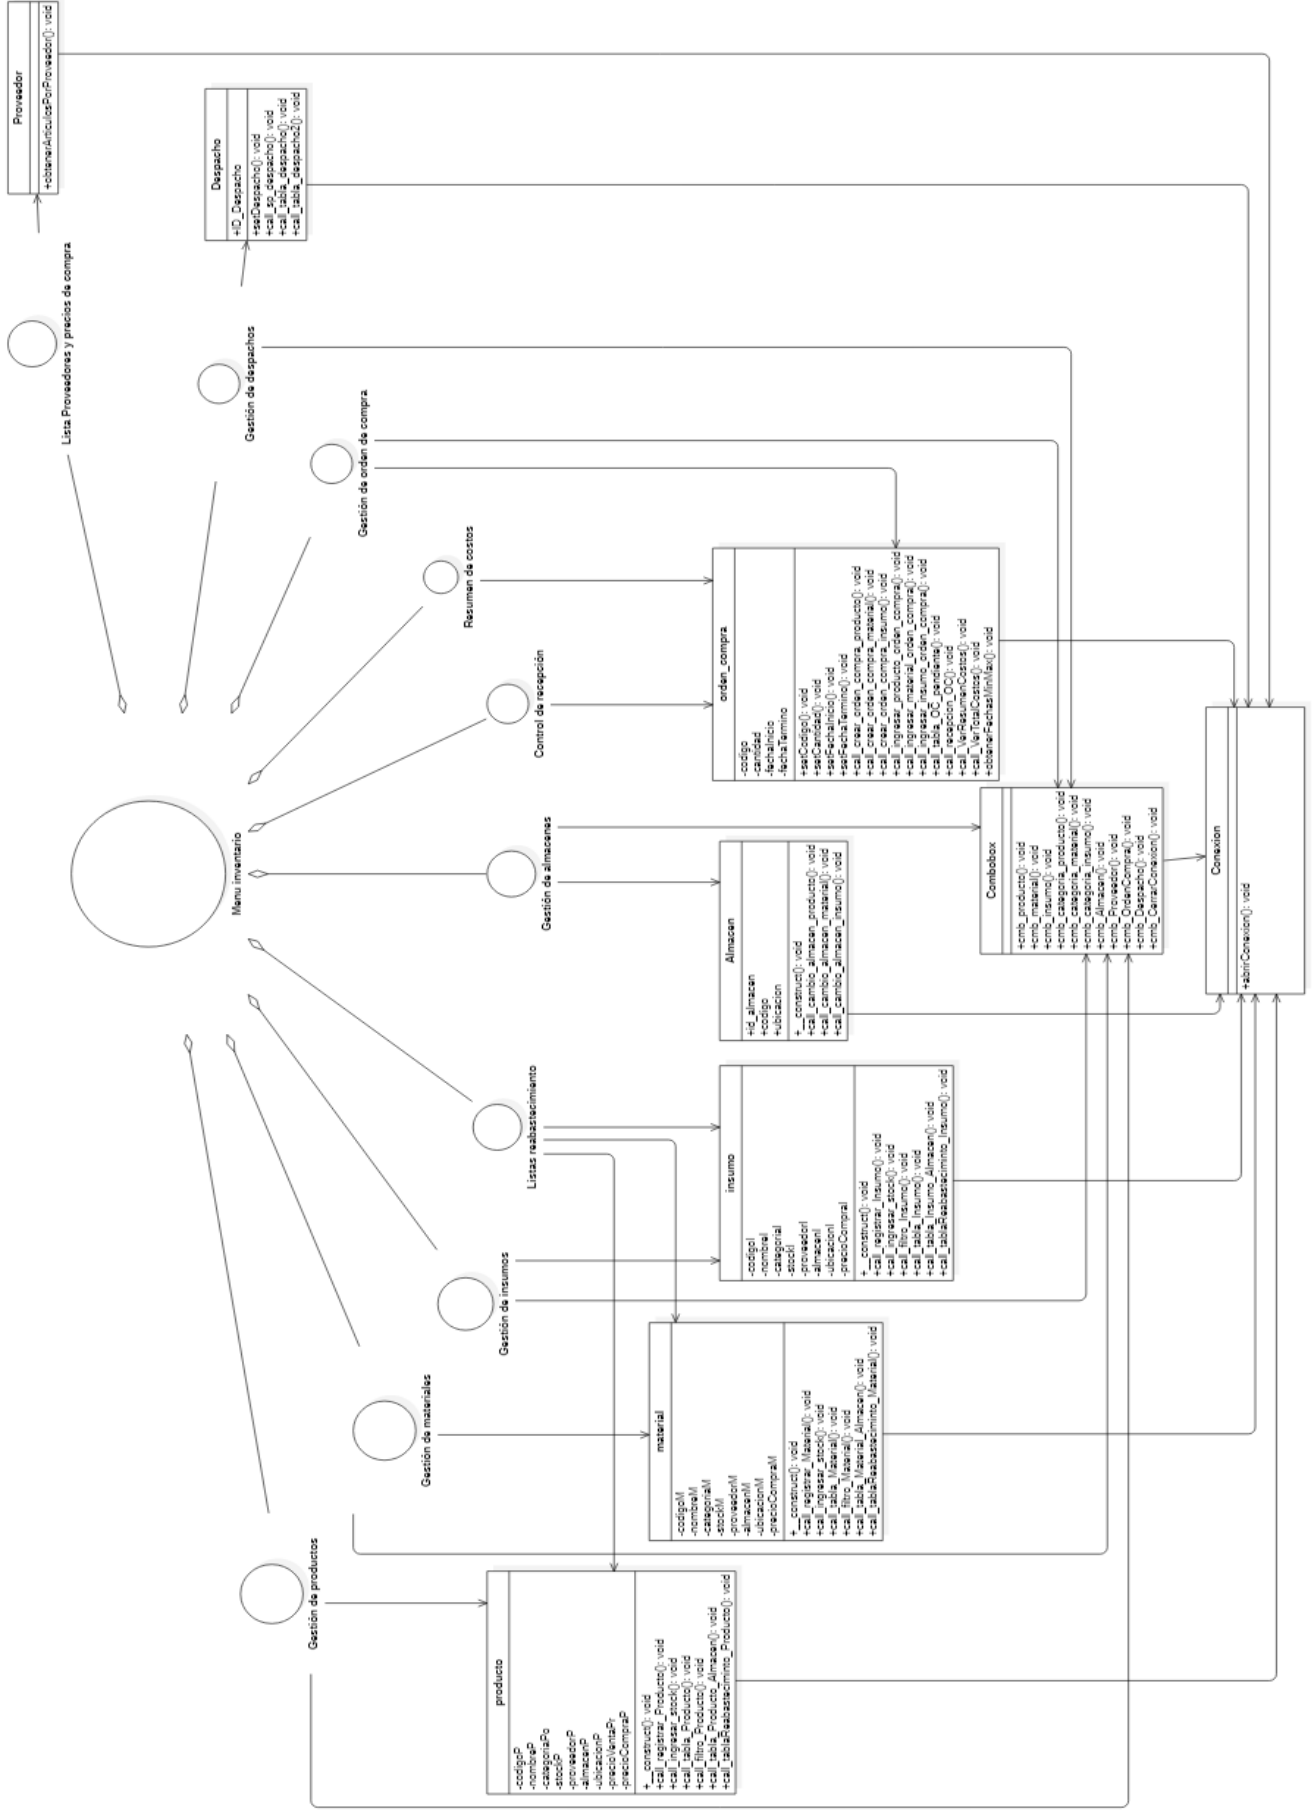 Menu inventario
Gestión de productos
Gestión de materiales
Gestión de insumos
Listas reabastecimiento
Gestión de almacenes
Control de recepción
Resumen de costos
Gestión de orden de compra
Gestión de despachos
Lista Proveedores y precios de compra
producto
-codigoP
-nombreP
-categoriaPo
-stockP
-proveedorP
-almacenP
-ubicacionP
-precioVentaPr
-precioCompraP
+__construct(): void
+call_registrar_Producto(): void
+call_ingresar_stock(): void
+call_tabla_Producto(): void
+call_filtro_Producto(): void
+call_tabla_Producto_Almacen(): void
+call_tablaReabasteciminto_Producto(): void
material
-codigoM
-nombreM
-categoriaM
-stockM
-proveedorM
-almacenM
-ubicacionM
-precioCompraM
+__construct(): void
+call_registrar_Material(): void
+call_ingresar_stock(): void
+call_tabla_Material(): void
+call_filtro_Material(): void
+call_tabla_Material_Almacen(): void
+call_tablaReabasteciminto_Material(): void
insumo
-codigoI
-nombreI
-categoriaI
-stockI
-proveedorI
-almacenI
-ubicacionI
-precioCompraI
+__construct(): void
+call_registrar_Insumo(): void
+call_ingresar_stock(): void
+call_filtro_Insumo(): void
+call_tabla_Insumo(): void
+call_tabla_Insumo_Almacen(): void
+call_tablaReabasteciminto_Insumo(): void
Almacen
+id_almacen
+codigo
+ubicacion
+__construct(): void
+call_cambio_almacen_producto(): void
+call_cambio_almacen_material(): void
+call_cambio_almacen_insumo(): void
orden_compra
-codigo
-cantidad
-fechaInicio
-fechaTermino
+setCodigo(): void
+setCantidad(): void
+setFechaInicio(): void
+setFechaTermino(): void
+call_crear_orden_compra_producto(): void
+call_crear_orden_compra_material(): void
+call_crear_orden_compra_insumo(): void
+call_ingresar_producto_orden_compra(): void
+call_ingresar_material_orden_compra(): void
+call_ingresar_insumo_orden_compra(): void
+call_tabla_OC_pendiente(): void
+call_recepcion_OC(): void
+call_VerResumenCostos(): void
+call_VerTotalCostos(): void
+obtenerFechasMinMax(): void
Combobox
+cmb_producto(): void
+cmb_material(): void
+cmb_insumo(): void
+cmb_categoria_producto(): void
+cmb_categoria_material(): void
+cmb_categoria_insumo(): void
+cmb_Almacen(): void
+cmb_Proveedor(): void
+cmb_OrdenCompra(): void
+cmb_Despacho(): void
+cmb_CerrarConexion(): void
Conexion
+abrirConexion(): void
Despacho
+ID_Despacho
+setDespacho(): void
+call_sp_despacho(): void
+call_tabla_despacho(): void
+call_tabla_despacho2(): void
Proveedor
+obtenerArticulosPorProveedor(): void